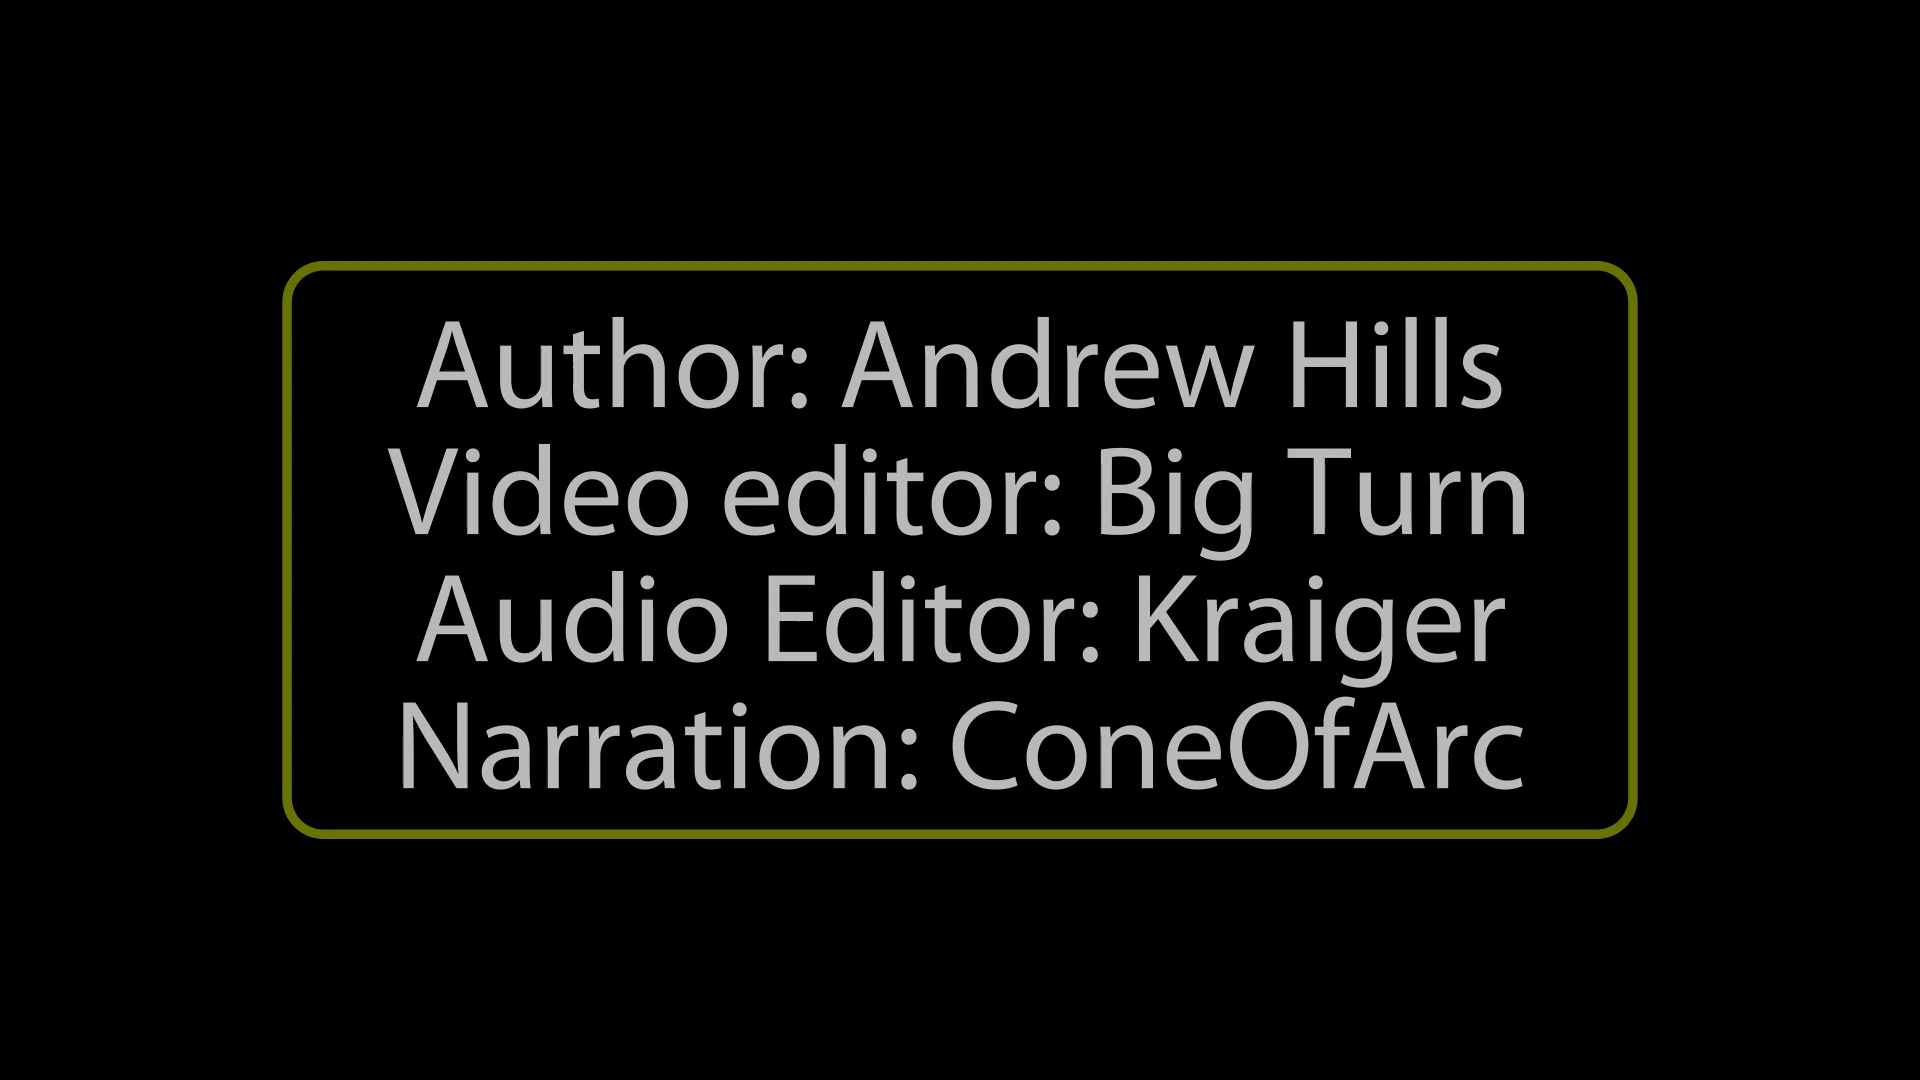 Author: Andrew Hills
Video editor: Big Turn
Audio Editor: Kraiger
Narration: ConeOfArc